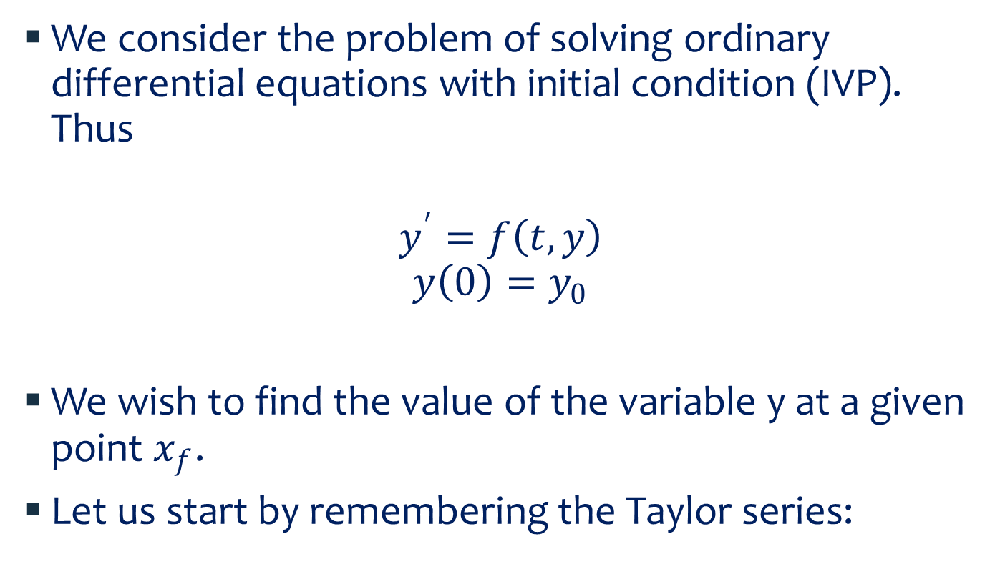 ▪ We consider the problem of solving ordinary
differential equations with initial condition (IVP).
Thus
y′ = f(t, y)
y(0) = y₀
▪ We wish to find the value of the variable y at a given
point x_f.
▪ Let us start by remembering the Taylor series: